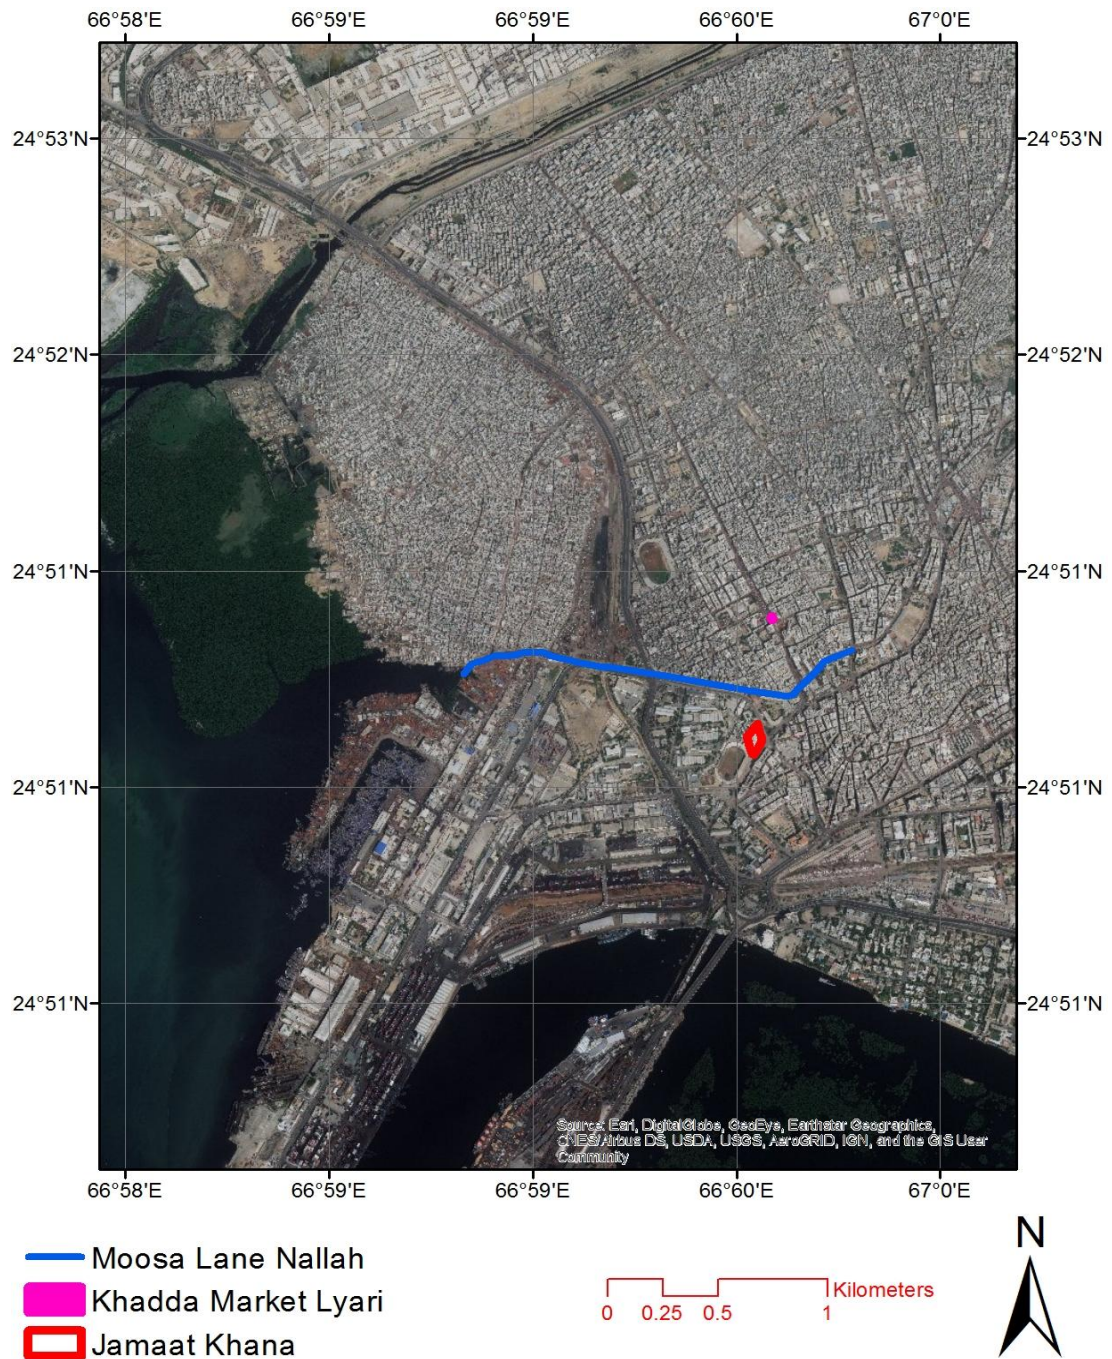 66°58'E 66°59'E 66°59'E 66°60'E 67°0'E
24°53'N 24°53'N
24°52'N 24°52'N
24°51'N 24°51'N
24°51'N 24°51'N
24°51'N 24°51'N
Source: Esri, DigitalGlobe, GeoEye, Earthstar Geographics,
CNES/Airbus DS, USDA, USGS, AeroGRID, IGN, and the GIS User
Community
66°58'E 66°59'E 66°59'E 66°60'E 67°0'E
N
Moosa Lane Nallah
Khadda Market Lyari
Jamaat Khana
Kilometers
0 0.25 0.5 1